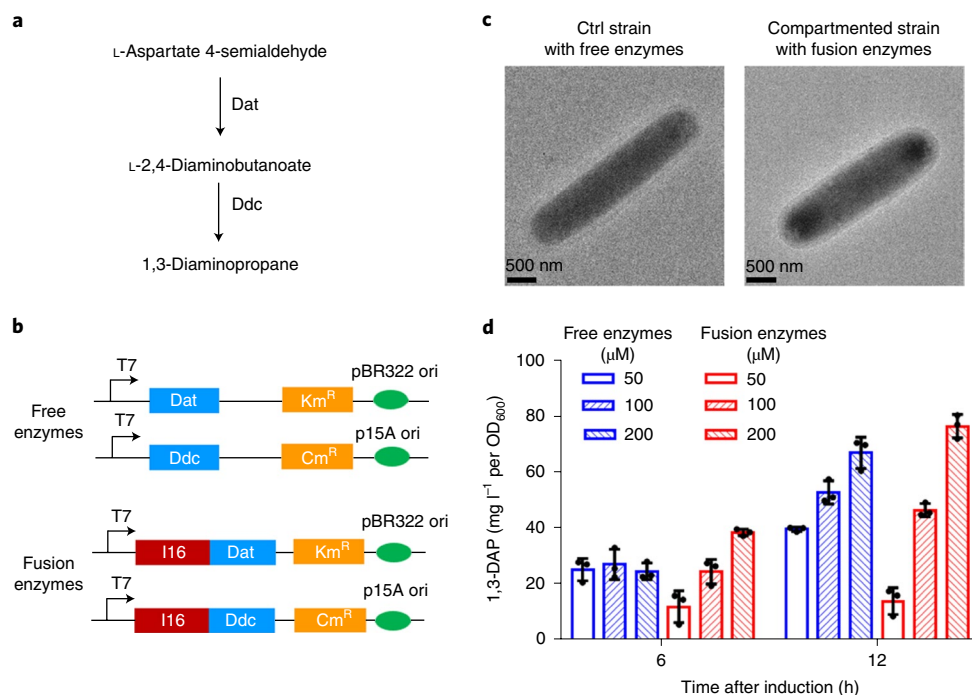 a
L-Aspartate 4-semialdehyde
Dat
L-2,4-Diaminobutanoate
Ddc
1,3-Diaminopropane
b
Free
enzymes
T7
Dat
Km^R
pBR322 ori
T7
Ddc
Cm^R
p15A ori
Fusion
enzymes
T7
I16
Dat
Km^R
pBR322 ori
T7
I16
Ddc
Cm^R
p15A ori
c
Ctrl strain
with free enzymes
500 nm
Compartmented strain
with fusion enzymes
500 nm
d
1,3-DAP (mg l⁻¹ per OD₆₀₀)
100
80
60
40
20
0
Free enzymes
(μM)
50
100
200
Fusion enzymes
(μM)
50
100
200
6
12
Time after induction (h)